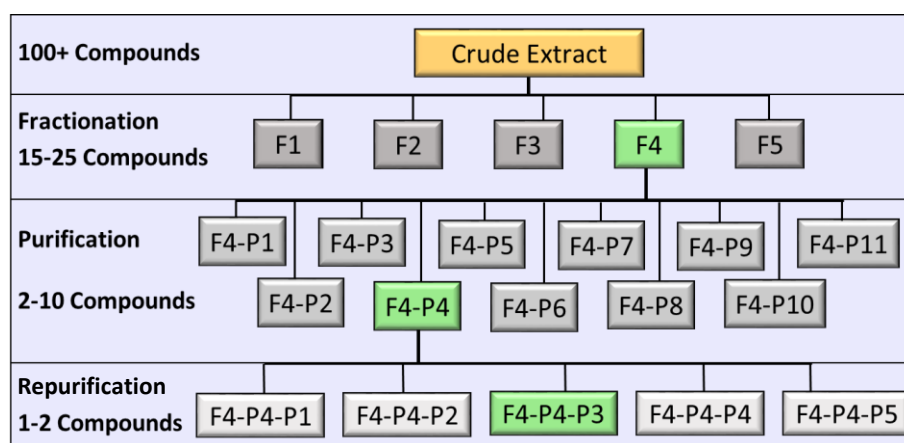 100+ Compounds
Crude Extract
Fractionation
15-25 Compounds
F1
F2
F3
F4
F5
Purification
2-10 Compounds
F4-P1
F4-P3
F4-P5
F4-P7
F4-P9
F4-P11
F4-P2
F4-P4
F4-P6
F4-P8
F4-P10
Repurification
1-2 Compounds
F4-P4-P1
F4-P4-P2
F4-P4-P3
F4-P4-P4
F4-P4-P5